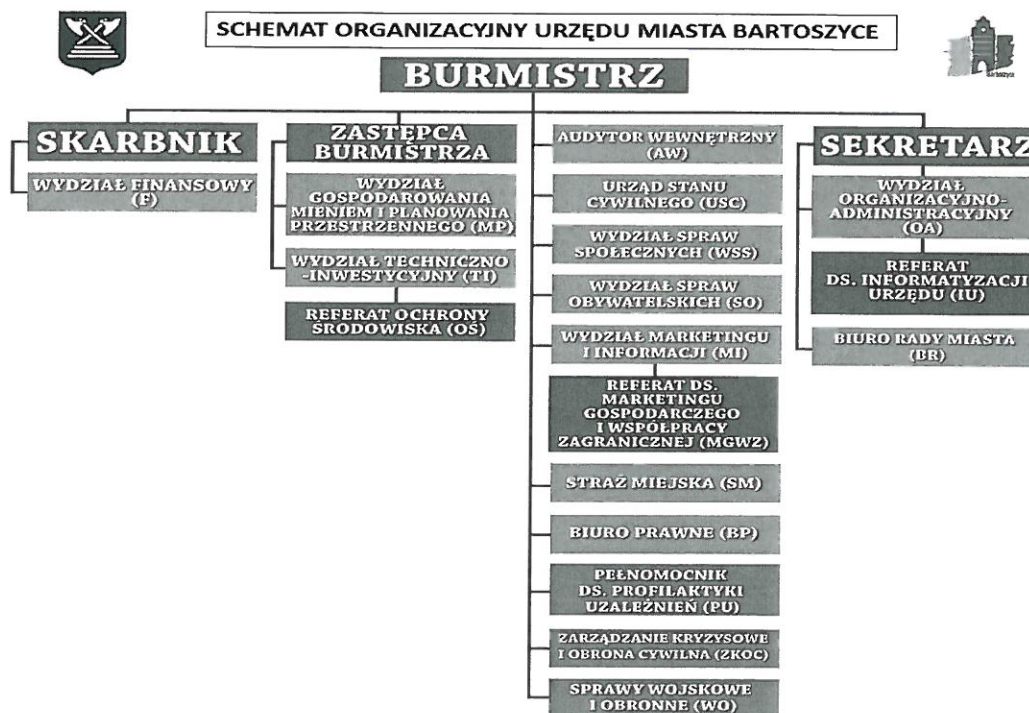 SCHEMAT ORGANIZACYJNY URZĘDU MIASTA BARTOSZYCE
Bartoszyce
BURMISTRZ
SKARBNIK
WYDZIAŁ FINANSOWY
(F)
ZASTĘPCA
BURMISTRZA
WYDZIAŁ
GOSPODAROWANIA
MIENIEM I PLANOWANIA
PRZESTRZENNEGO (MP)
WYDZIAŁ TECHNICZNO
-INWESTYCYJNY (TI)
REFERAT OCHRONY
ŚRODOWISKA (OŚ)
AUDYTOR WEWNĘTRZNY
(AW)
URZĄD STANU
CYWILNEGO (USC)
WYDZIAŁ SPRAW
SPOŁECZNYCH (WSS)
WYDZIAŁ SPRAW
OBYWATELSKICH (SO)
WYDZIAŁ MARKETINGU
I INFORMACJI (MI)
REFERAT DS.
MARKETINGU
GOSPODARCZEGO
I WSPÓŁPRACY
ZAGRANICZNEJ (MGWZ)
STRAŻ MIEJSKA (SM)
BIURO PRAWNE (BP)
PEŁNOMOCNIK
DS. PROFILAKTYKI
UZALEŻNIEŃ (PU)
ZARZĄDZANIE KRYZYSOWE
I OBRONA CYWILNA (ZKOC)
SPRAWY WOJSKOWE
I OBRONNE (WO)
SEKRETARZ
WYDZIAŁ
ORGANIZACYJNO-
ADMINISTRACYJNY
(OA)
REFERAT
DS. INFORMATYZACJI
URZĘDU (IU)
BIURO RADY MIASTA
(BR)